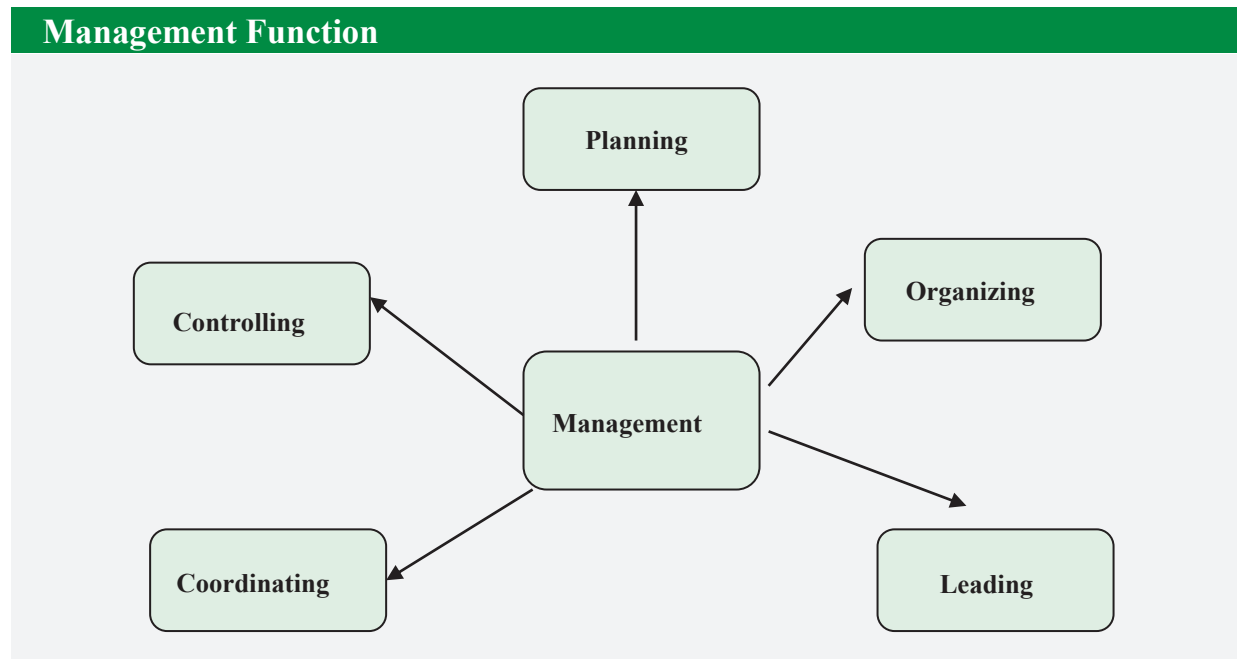 Management Function
Planning
Organizing
Controlling
Management
Coordinating
Leading